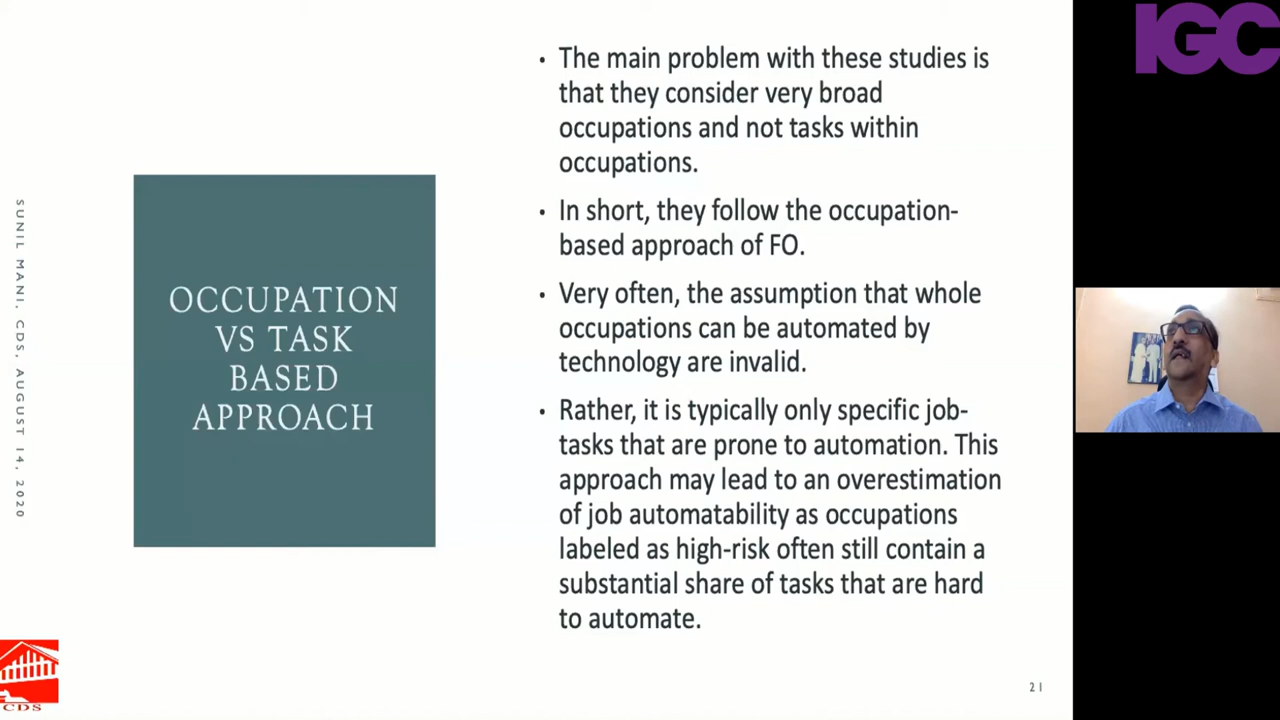 SUNIL MANI, CDS, AUGUST 14, 2020
OCCUPATION
VS TASK
BASED
APPROACH
• The main problem with these studies is
that they consider very broad
occupations and not tasks within
occupations.
• In short, they follow the occupation-
based approach of FO.
• Very often, the assumption that whole
occupations can be automated by
technology are invalid.
• Rather, it is typically only specific job-
tasks that are prone to automation. This
approach may lead to an overestimation
of job automatability as occupations
labeled as high-risk often still contain a
substantial share of tasks that are hard
to automate.
21
CDS
IGC